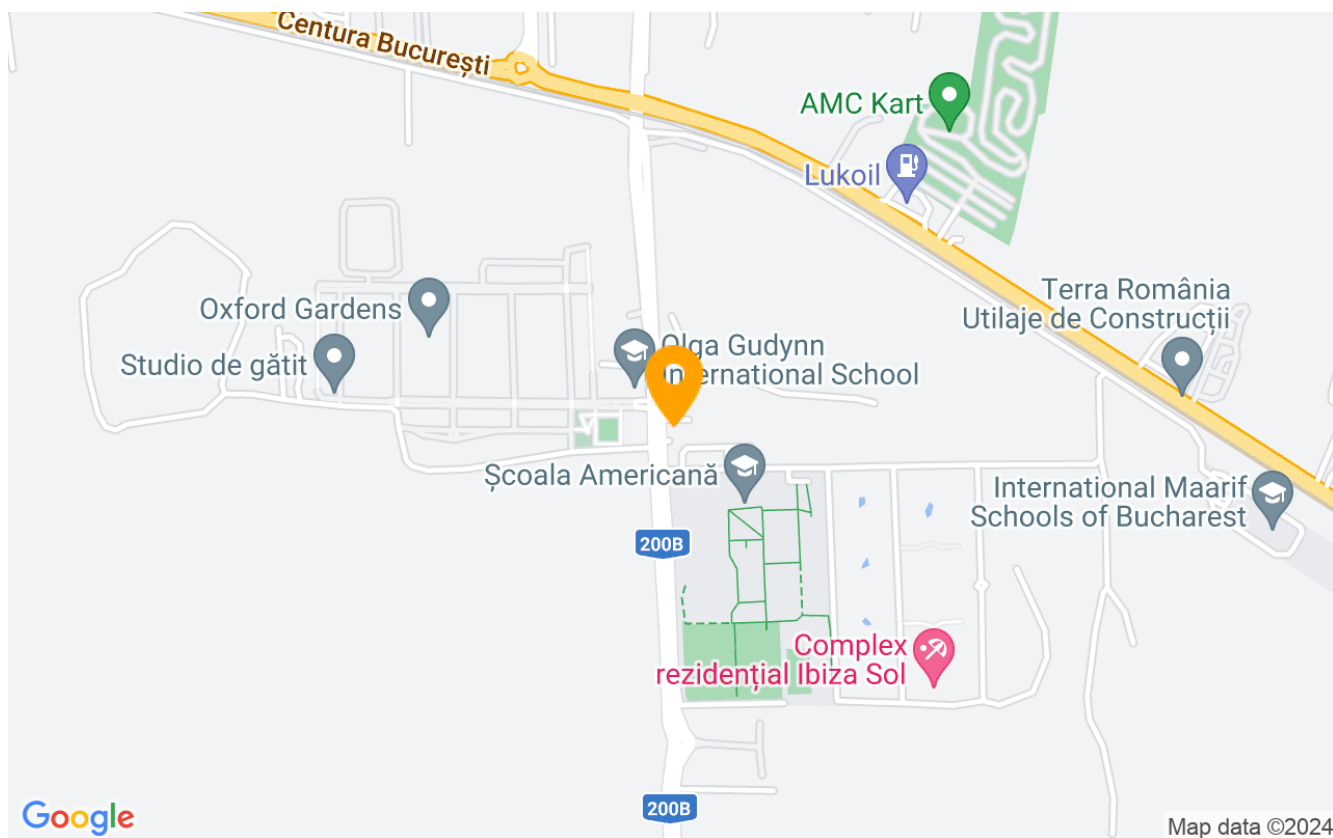 Centura București
AMC Kart
Lukoil
Terra România
Utilaje de Construcții
Oxford Gardens
Studio de gătit
Olga Gudynn
International School
Școala Americană
International Maarif
Schools of Bucharest
200B
Complex
rezidențial Ibiza Sol
200B
Google
Map data ©2024